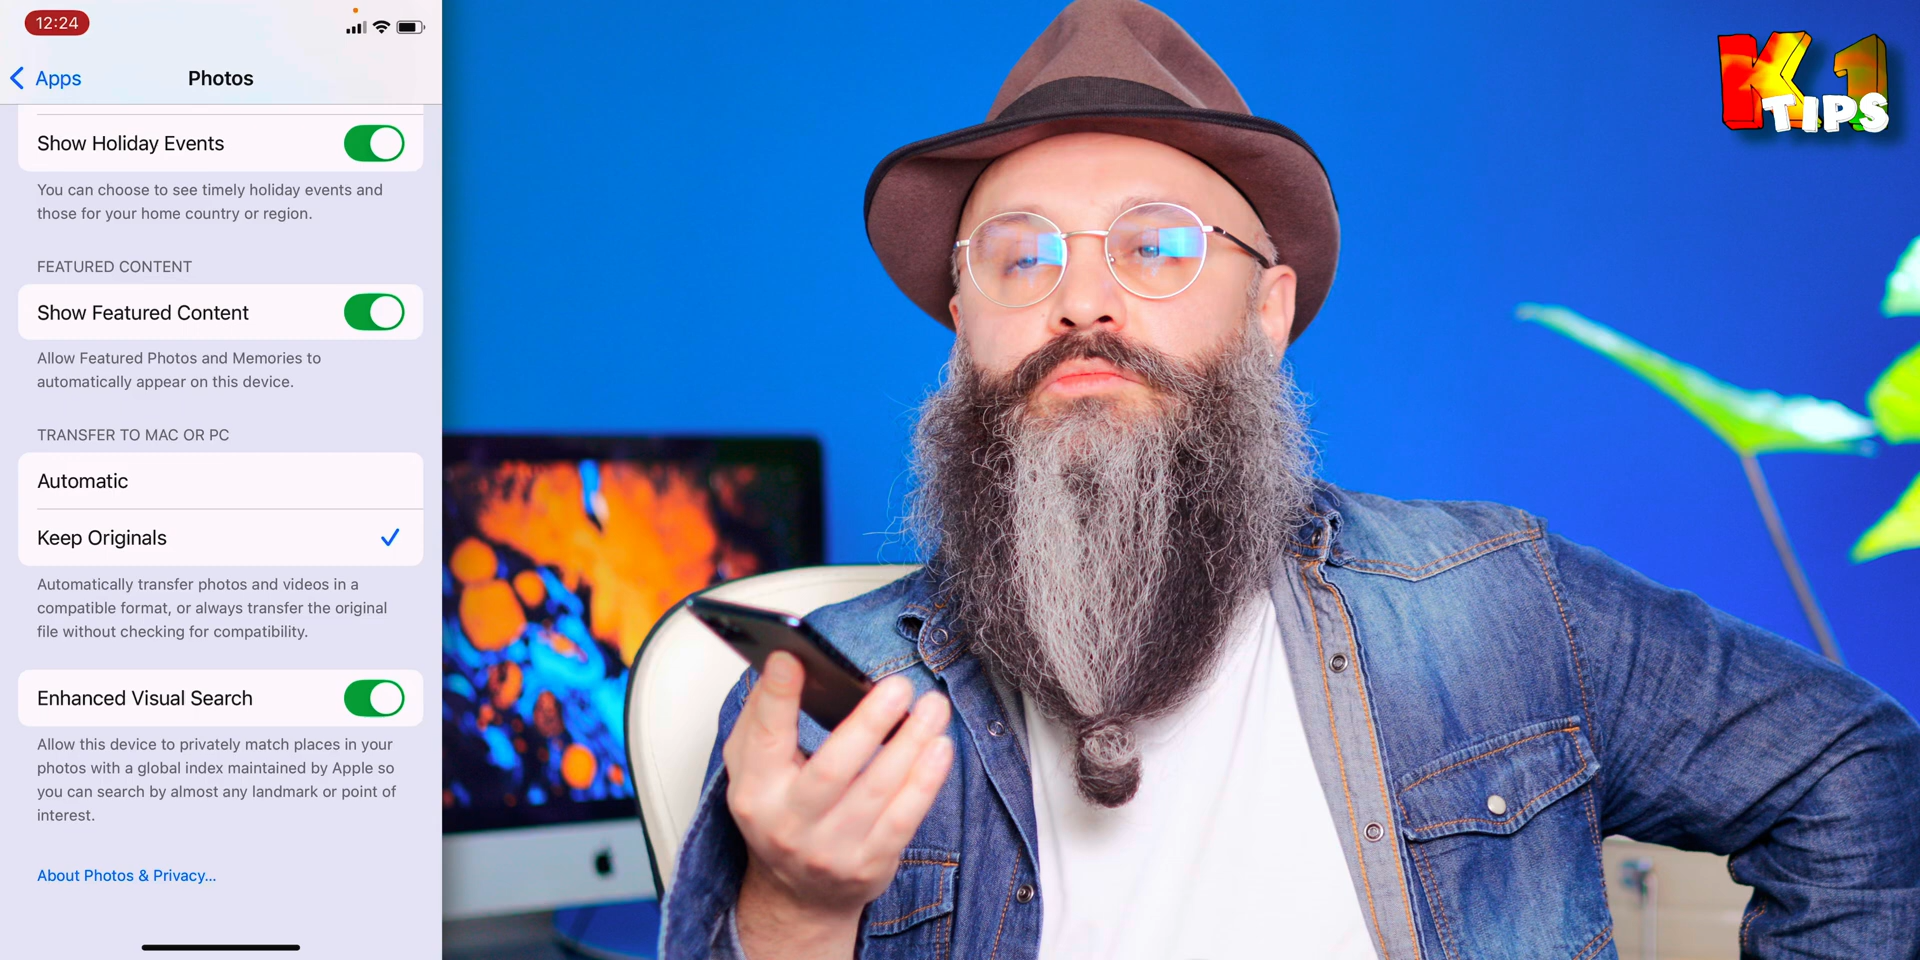 12:24
Apps
Photos
Show Holiday Events
You can choose to see timely holiday events and
those for your home country or region.
FEATURED CONTENT
Show Featured Content
Allow Featured Photos and Memories to
automatically appear on this device.
TRANSFER TO MAC OR PC
Automatic
Keep Originals
Automatically transfer photos and videos in a
compatible format, or always transfer the original
file without checking for compatibility.
Enhanced Visual Search
Allow this device to privately match places in your
photos with a global index maintained by Apple so
you can search by almost any landmark or point of
interest.
About Photos & Privacy...
K1
TIPS